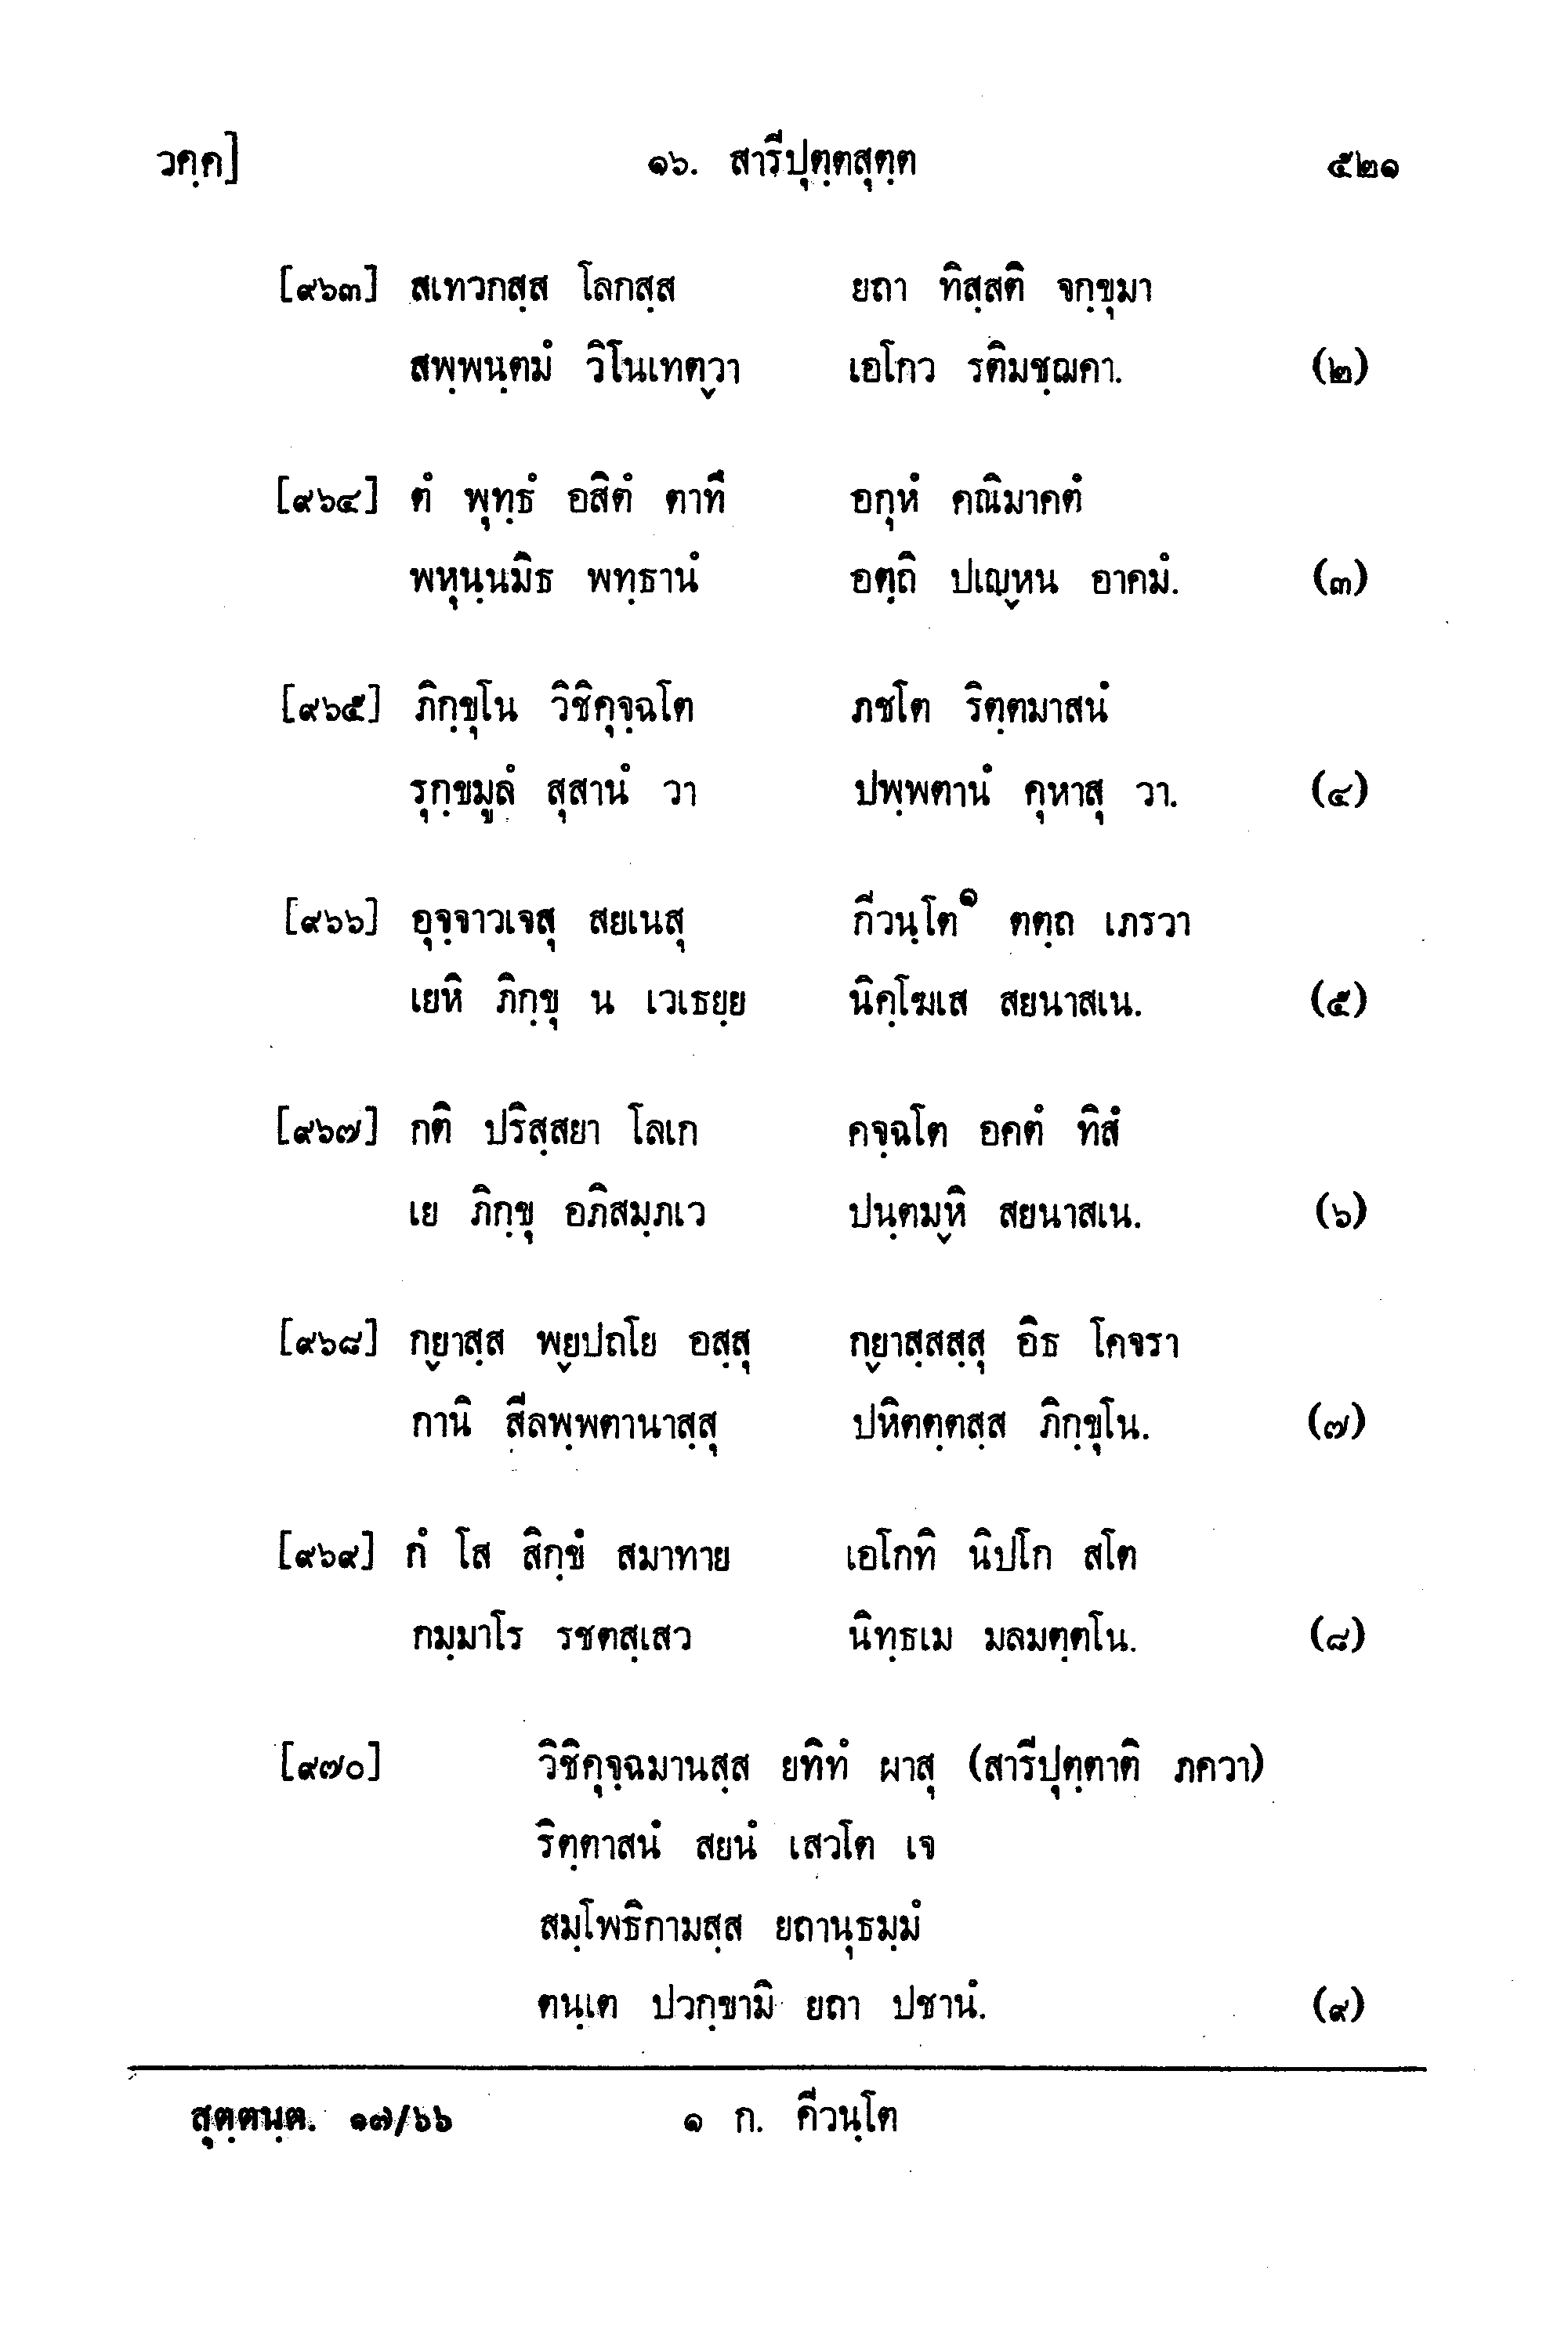 วคฺค] ๑๖. สารีปุตฺตสุตฺต ๕๒๑
[๙๖๓] สเทวกสฺส โลกสฺส ยถา ทิสฺสติ จกฺขุมา
สพฺพนฺตมํ วิโนเทตฺวา เอโกว รติมชฺฌคา. (๒)
[๙๖๔] ตํ พุทฺธํ อสิตํ ตาทึ อกุหํ คณิมาคตํ
พหุนฺนมิธ พทฺธานํ อตฺถิ ปเญฺหน อาคมํ. (๓)
[๙๖๕] ภิกฺขุโน วิชิคุจฺฉโต ภชโต ริตฺตมาสนํ
รุกฺขมูลํ สุสานํ วา ปพฺพตานํ คุหาสุ วา. (๔)
[๙๖๖] อุจฺจาวเจสุ สยเนสุ กีวนฺโต๑ ตตฺถ เภรวา
เยหิ ภิกฺขุ น เวเธยฺย นิคฺโฆเส สยนาสเน. (๕)
[๙๖๗] กติ ปริสฺสยา โลเก คจฺฉโต อคตํ ทิสํ
เย ภิกฺขุ อภิสมฺภเว ปนฺตมฺหิ สยนาสเน. (๖)
[๙๖๘] กฺยาสฺส พฺยปถโย อสฺสุ กฺยาสฺสสฺสุ อิธ โคจรา
กานิ สีลพฺพตานาสฺสุ ปหิตตฺตสฺส ภิกฺขุโน. (๗)
[๙๖๙] กํ โส สิกฺขํ สมาทาย เอโกทิ นิปโก สโต
กมฺมาโร รชตสฺเสว นิทฺธเม มลมตฺตโน. (๘)
[๙๗๐] วิชิคุจฺฉมานสฺส ยทิทํ ผาสุ (สารีปุตฺตาติ ภควา)
ริตฺตาสนํ สยนํ เสวโต เจ
สมฺโพธิกามสฺส ยถานุธมฺมํ
ตนฺเต ปวกฺขามิ ยถา ปชานํ. (๙)
สุตฺตนฺต. ๑๗/๖๖ ๑ ก. คีวนฺโต